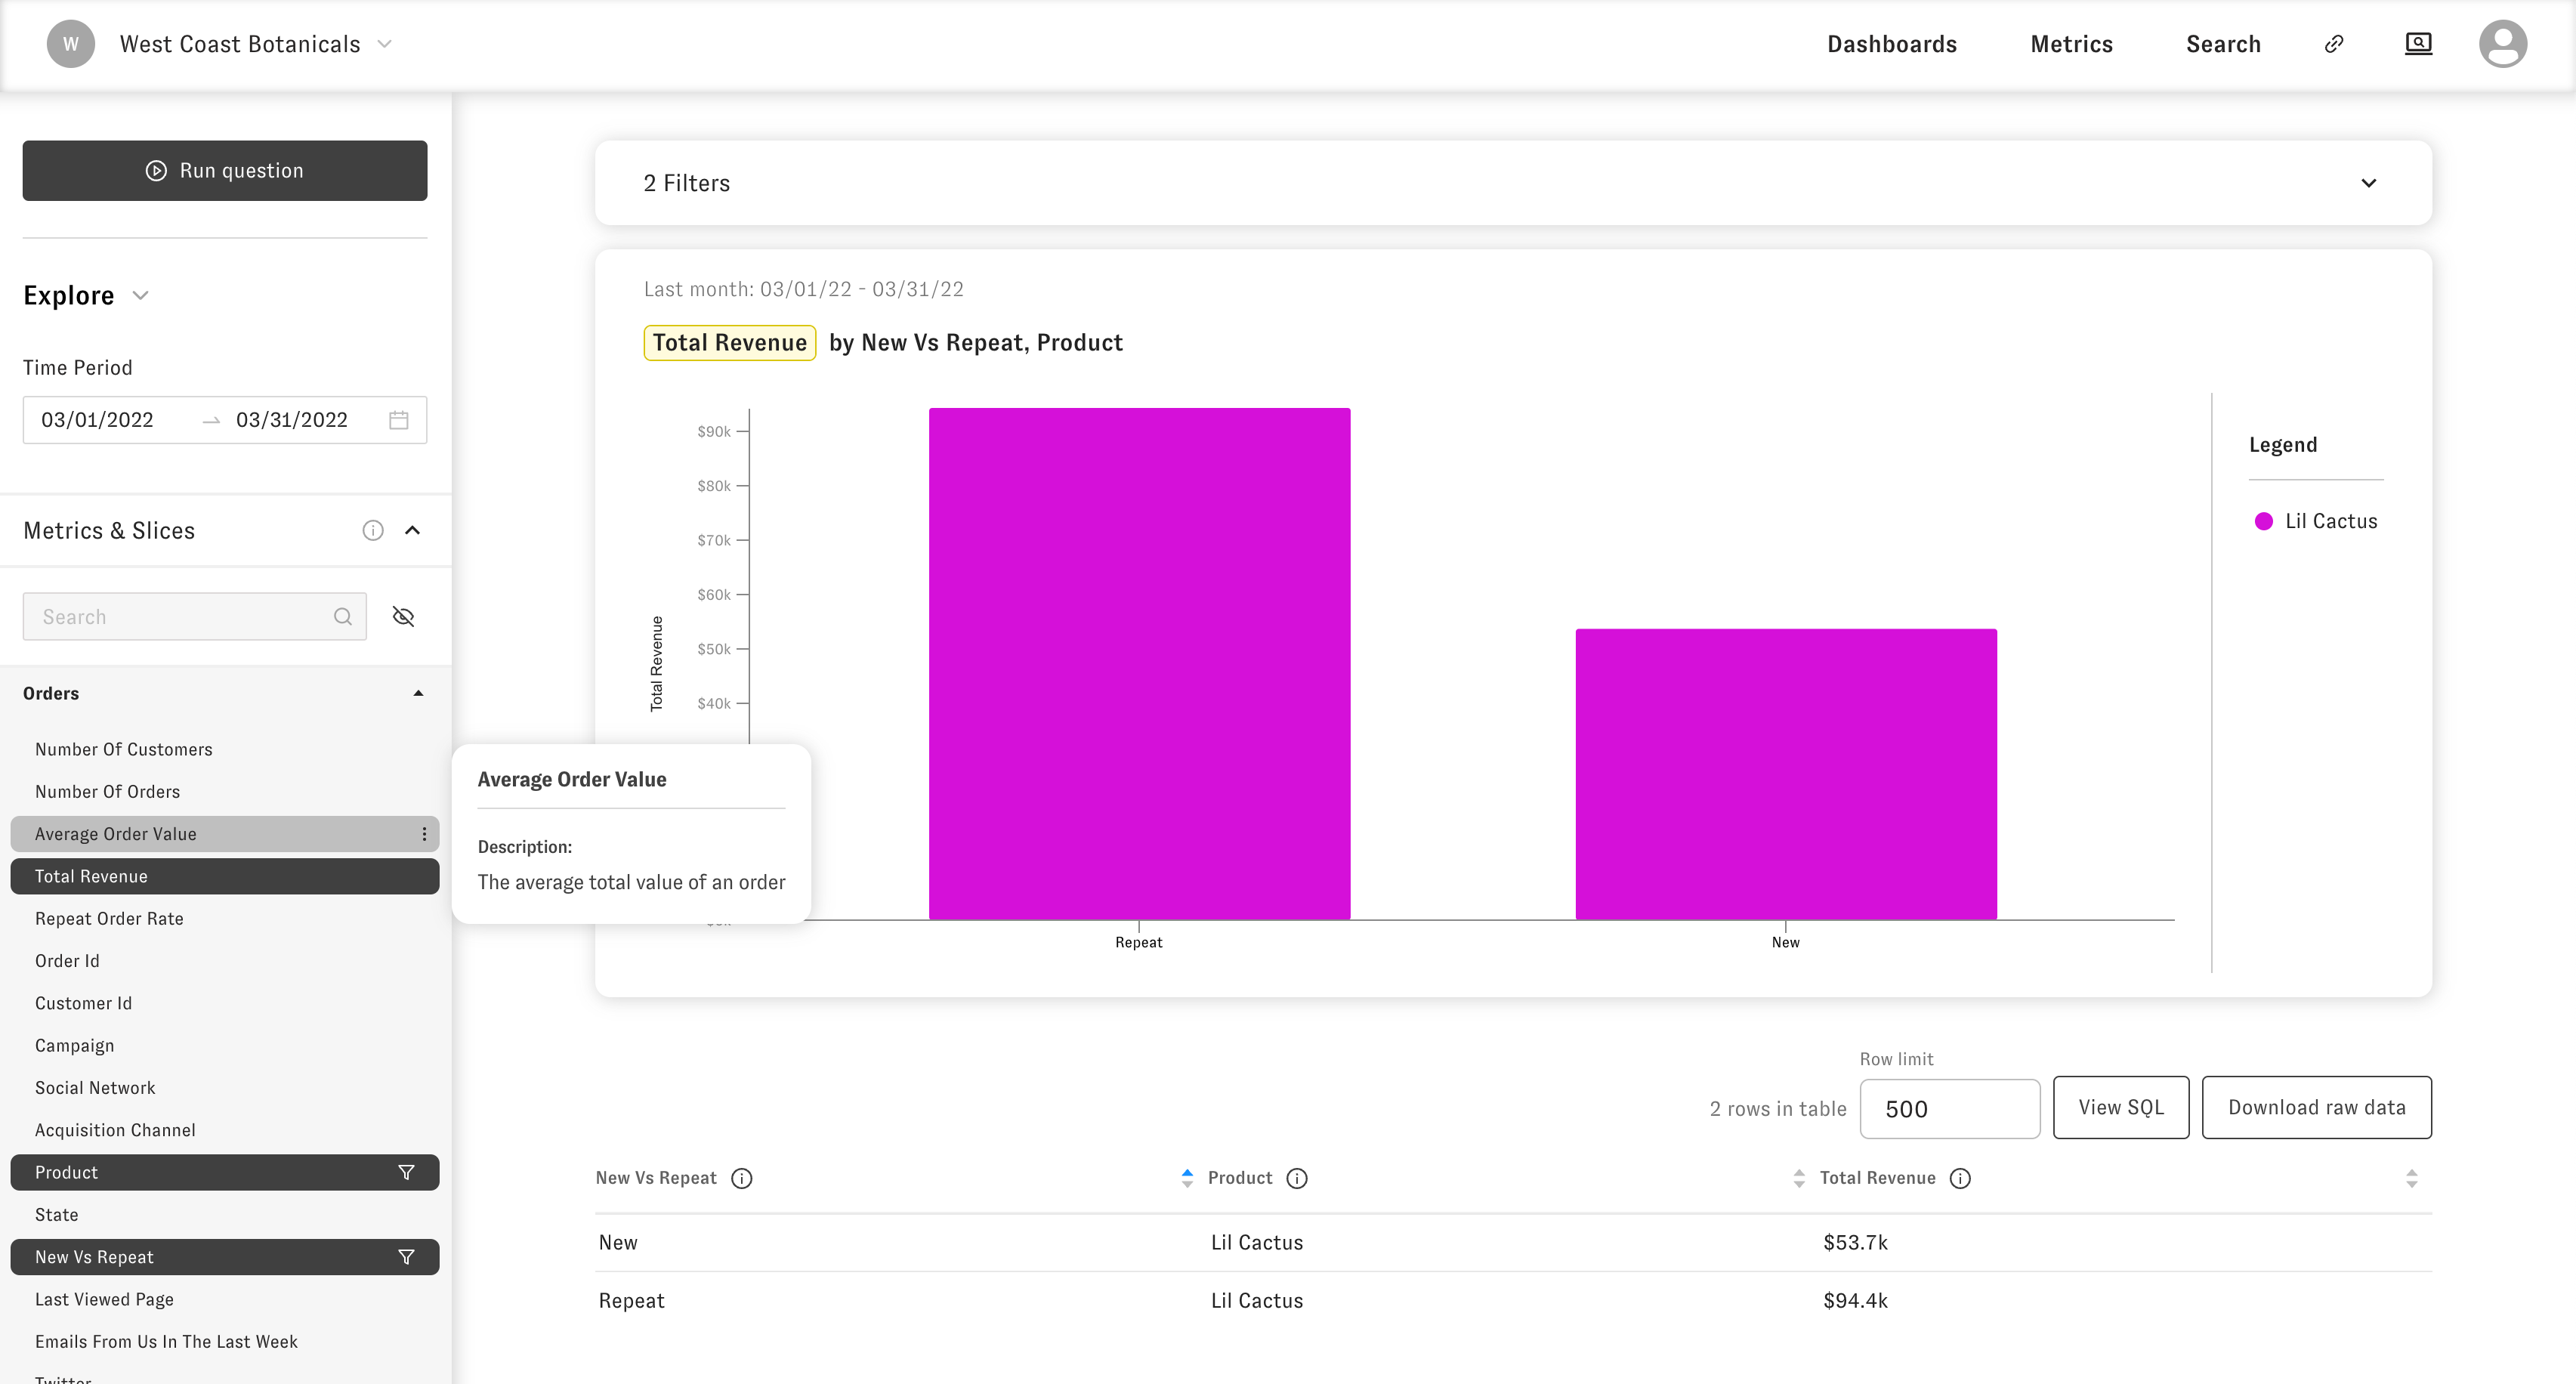 W West Coast Botanicals
Dashboards Metrics Search
Run question
Explore
Time Period
03/01/2022 → 03/31/2022
Metrics & Slices
Search
Orders
Number Of Customers
Number Of Orders
Average Order Value
Total Revenue
Repeat Order Rate
Order Id
Customer Id
Campaign
Social Network
Acquisition Channel
Product
State
New Vs Repeat
Last Viewed Page
Emails From Us In The Last Week
Twitter
2 Filters
Last month: 03/01/22 - 03/31/22
Total Revenue by New Vs Repeat, Product
Total Revenue
$90k
$80k
$70k
$60k
$50k
$40k
Repeat New
Legend
Lil Cactus
Average Order Value
Description:
The average total value of an order
Row limit
2 rows in table 500 View SQL Download raw data
New Vs Repeat Product Total Revenue
New Lil Cactus $53.7k
Repeat Lil Cactus $94.4k